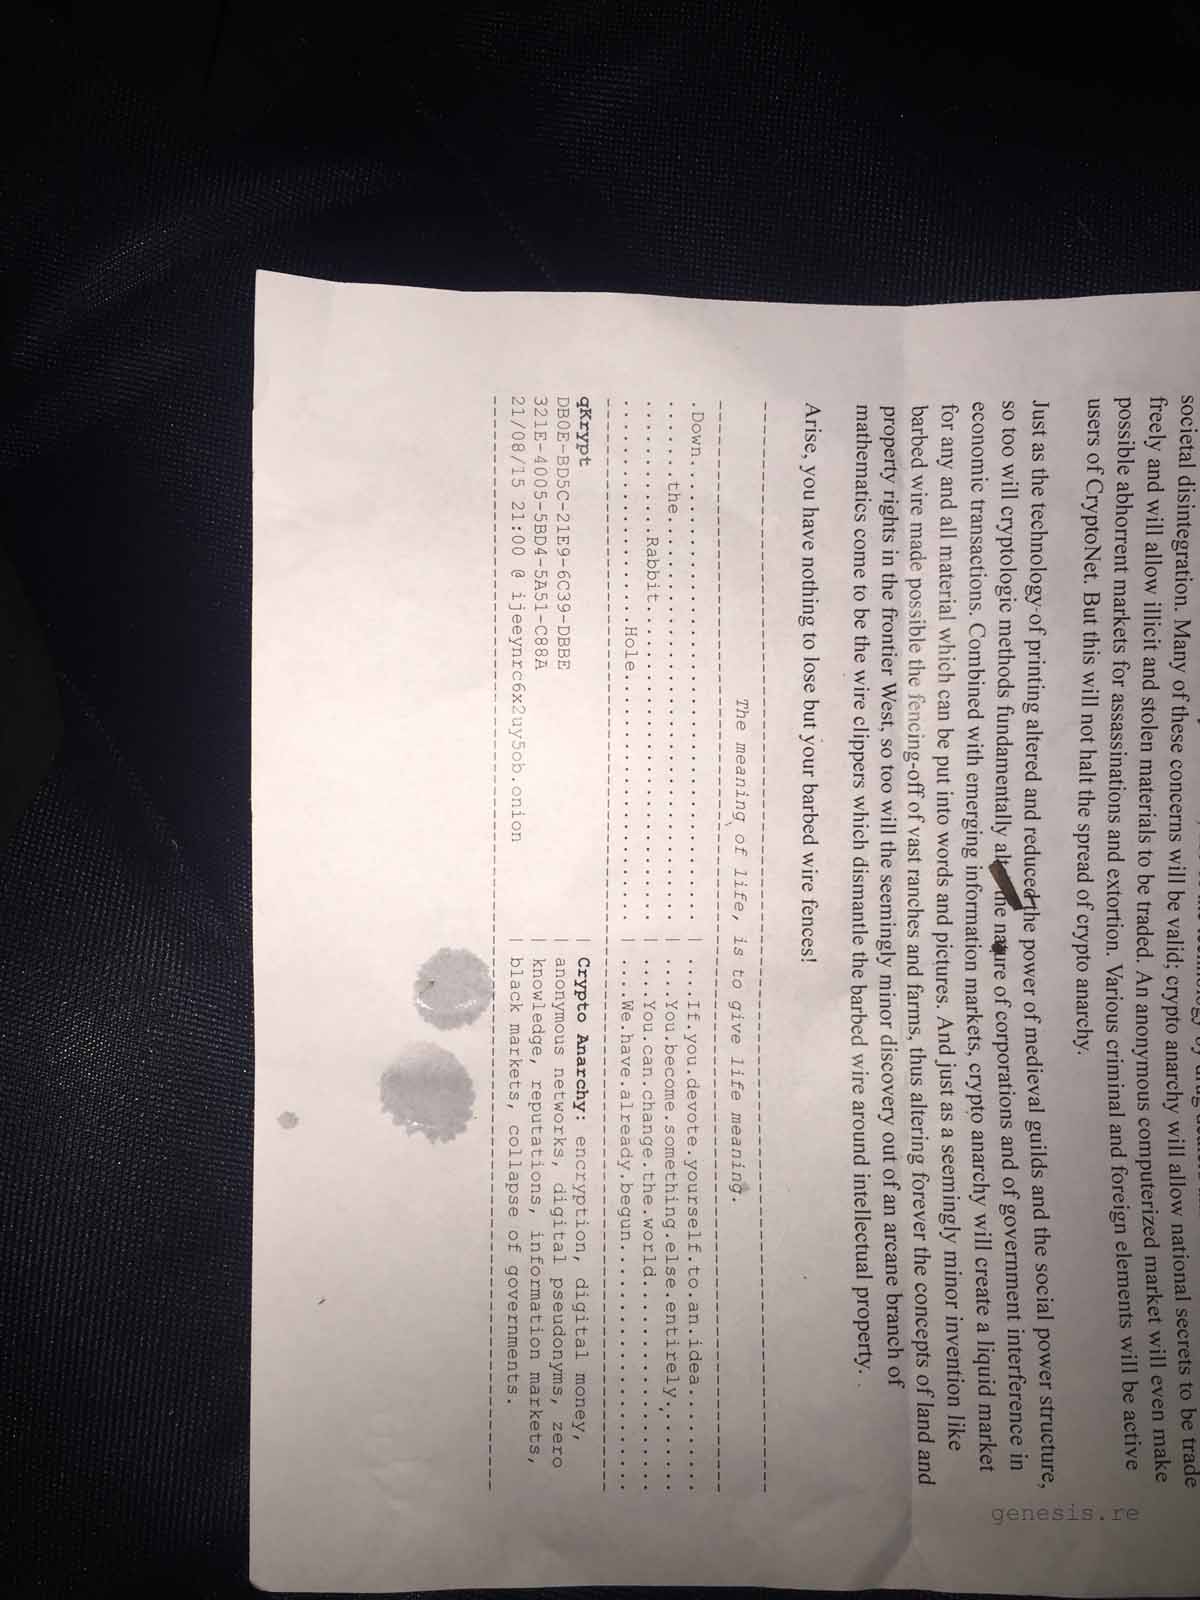 societal disintegration. Many of these concerns will be valid; crypto anarchy will allow national secrets to be trade
freely and will allow illicit and stolen materials to be traded. An anonymous computerized market will even make
possible abhorrent markets for assassinations and extortion. Various criminal and foreign elements will be active
users of CryptoNet. But this will not halt the spread of crypto anarchy.
Just as the technology of printing altered and reduced the power of medieval guilds and the social power structure,
so too will cryptologic methods fundamentally the nature of corporations and of government interference in
economic transactions. Combined with emerging information markets, crypto anarchy will create a liquid market
for any and all material which can be put into words and pictures. And just as a seemingly minor invention like
barbed wire made possible the fencing-off of vast ranches and farms, thus altering forever the concepts of land and
property rights in the frontier West, so too will the seemingly minor discovery out of an arcane branch of
mathematics come to be the wire clippers which dismantle the barbed wire around intellectual property.
Arise, you have nothing to lose but your barbed wire fences!
The meaning of life, is to give life meaning.
.Down........................................ | ....If.you.devote.yourself.to.an.idea.........
.......the................................... | ....You.become.something.else.entirely,.......
...........Rabbit............................ | ....You.can.change.the.world..................
..................Hole....................... | ....We.have.already.begun.....................
qKrypt | Crypto Anarchy: encryption, digital money,
DB0E-BD5C-21E9-6C39-DBBE | anonymous networks, digital pseudonyms, zero
321E-4005-5BD4-5A51-C88A | knowledge, reputations, information markets,
21/08/15 21:00 @ ijeeynrc6x2uy5ob.onion | black markets, collapse of governments.
genesis.re